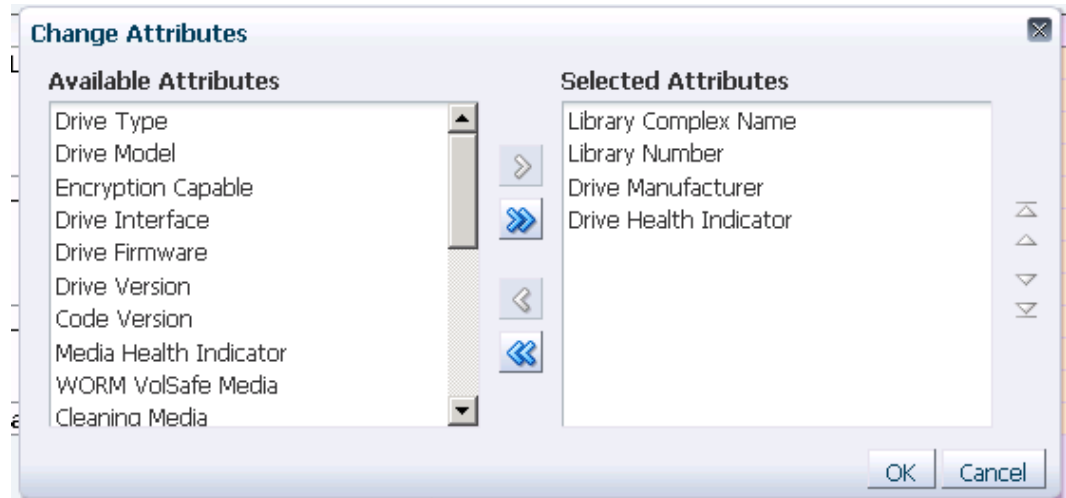 Change Attributes
Available Attributes
Drive Type
Drive Model
Encryption Capable
Drive Interface
Drive Firmware
Drive Version
Code Version
Media Health Indicator
WORM VolSafe Media
Cleaning Media
Selected Attributes
Library Complex Name
Library Number
Drive Manufacturer
Drive Health Indicator
OK
Cancel